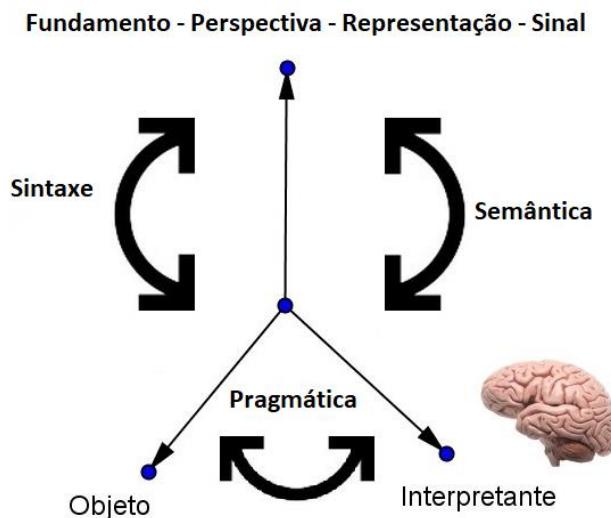 Fundamento - Perspectiva - Representação - Sinal
Sintaxe
Semântica
Pragmática
Objeto
Interpretante